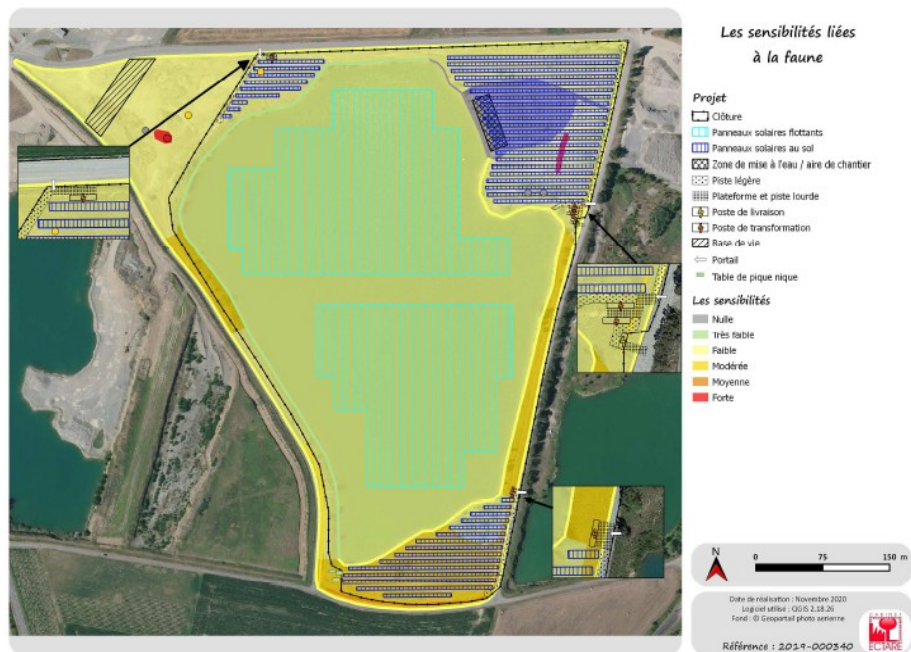 Les sensibilités liées
à la faune
Projet
Clôture
Panneaux solaires flottants
Panneaux solaires au sol
Zone de mise à l'eau / aire de chantier
Piste légère
Plateforme et piste lourde
Poste de livraison
Poste de transformation
Base de vie
Portail
Table de pique nique
Les sensibilités
Nulle
Très faible
Faible
Modérée
Moyenne
Forte
N
0 75 150 m
Date de réalisation : Novembre 2020
Logiciel utilisé : QGIS 2.18.26
Fond : © Geoportail photo aerienne
Référence : 2019-000340
CABINET
ECTARE